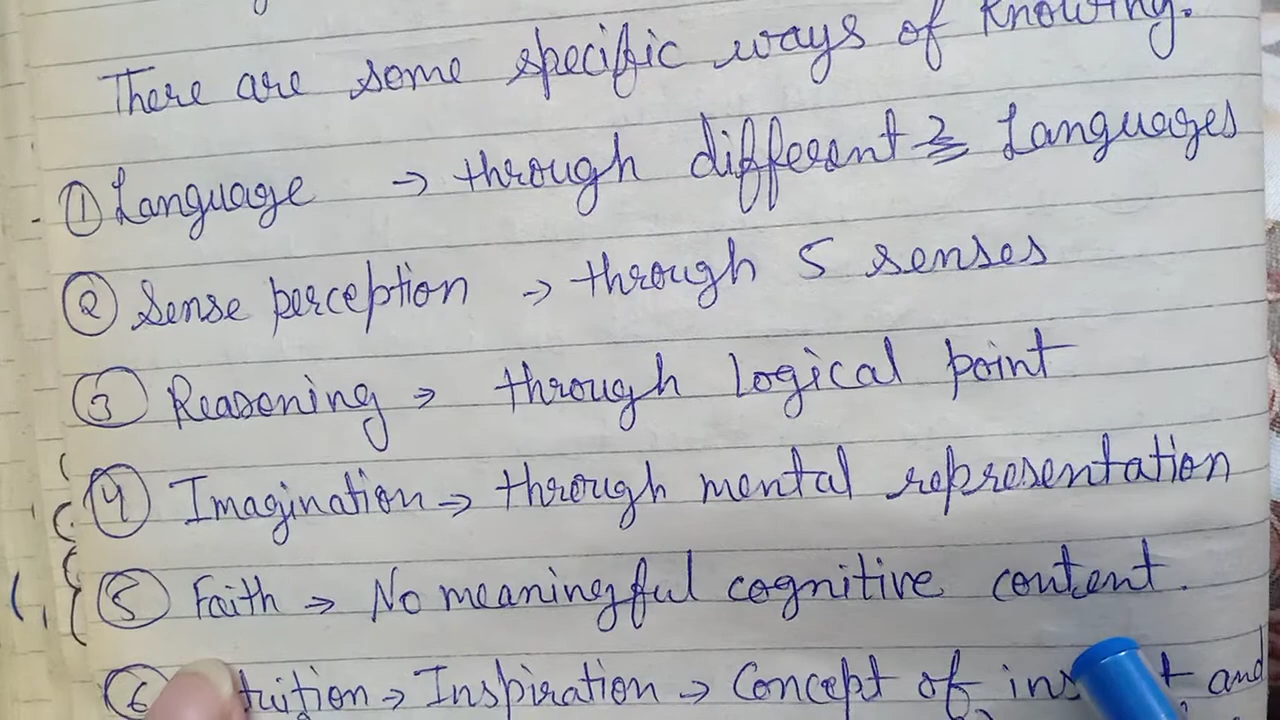 There are some specific ways of knowing.
① Language → through different Languages
② Sense perception → through 5 senses
③ Reasoning → through Logical point
④ Imagination → through mental representation
⑤ Faith → No meaningful cognitive content.
⑥ → Inspiration → Concept of and